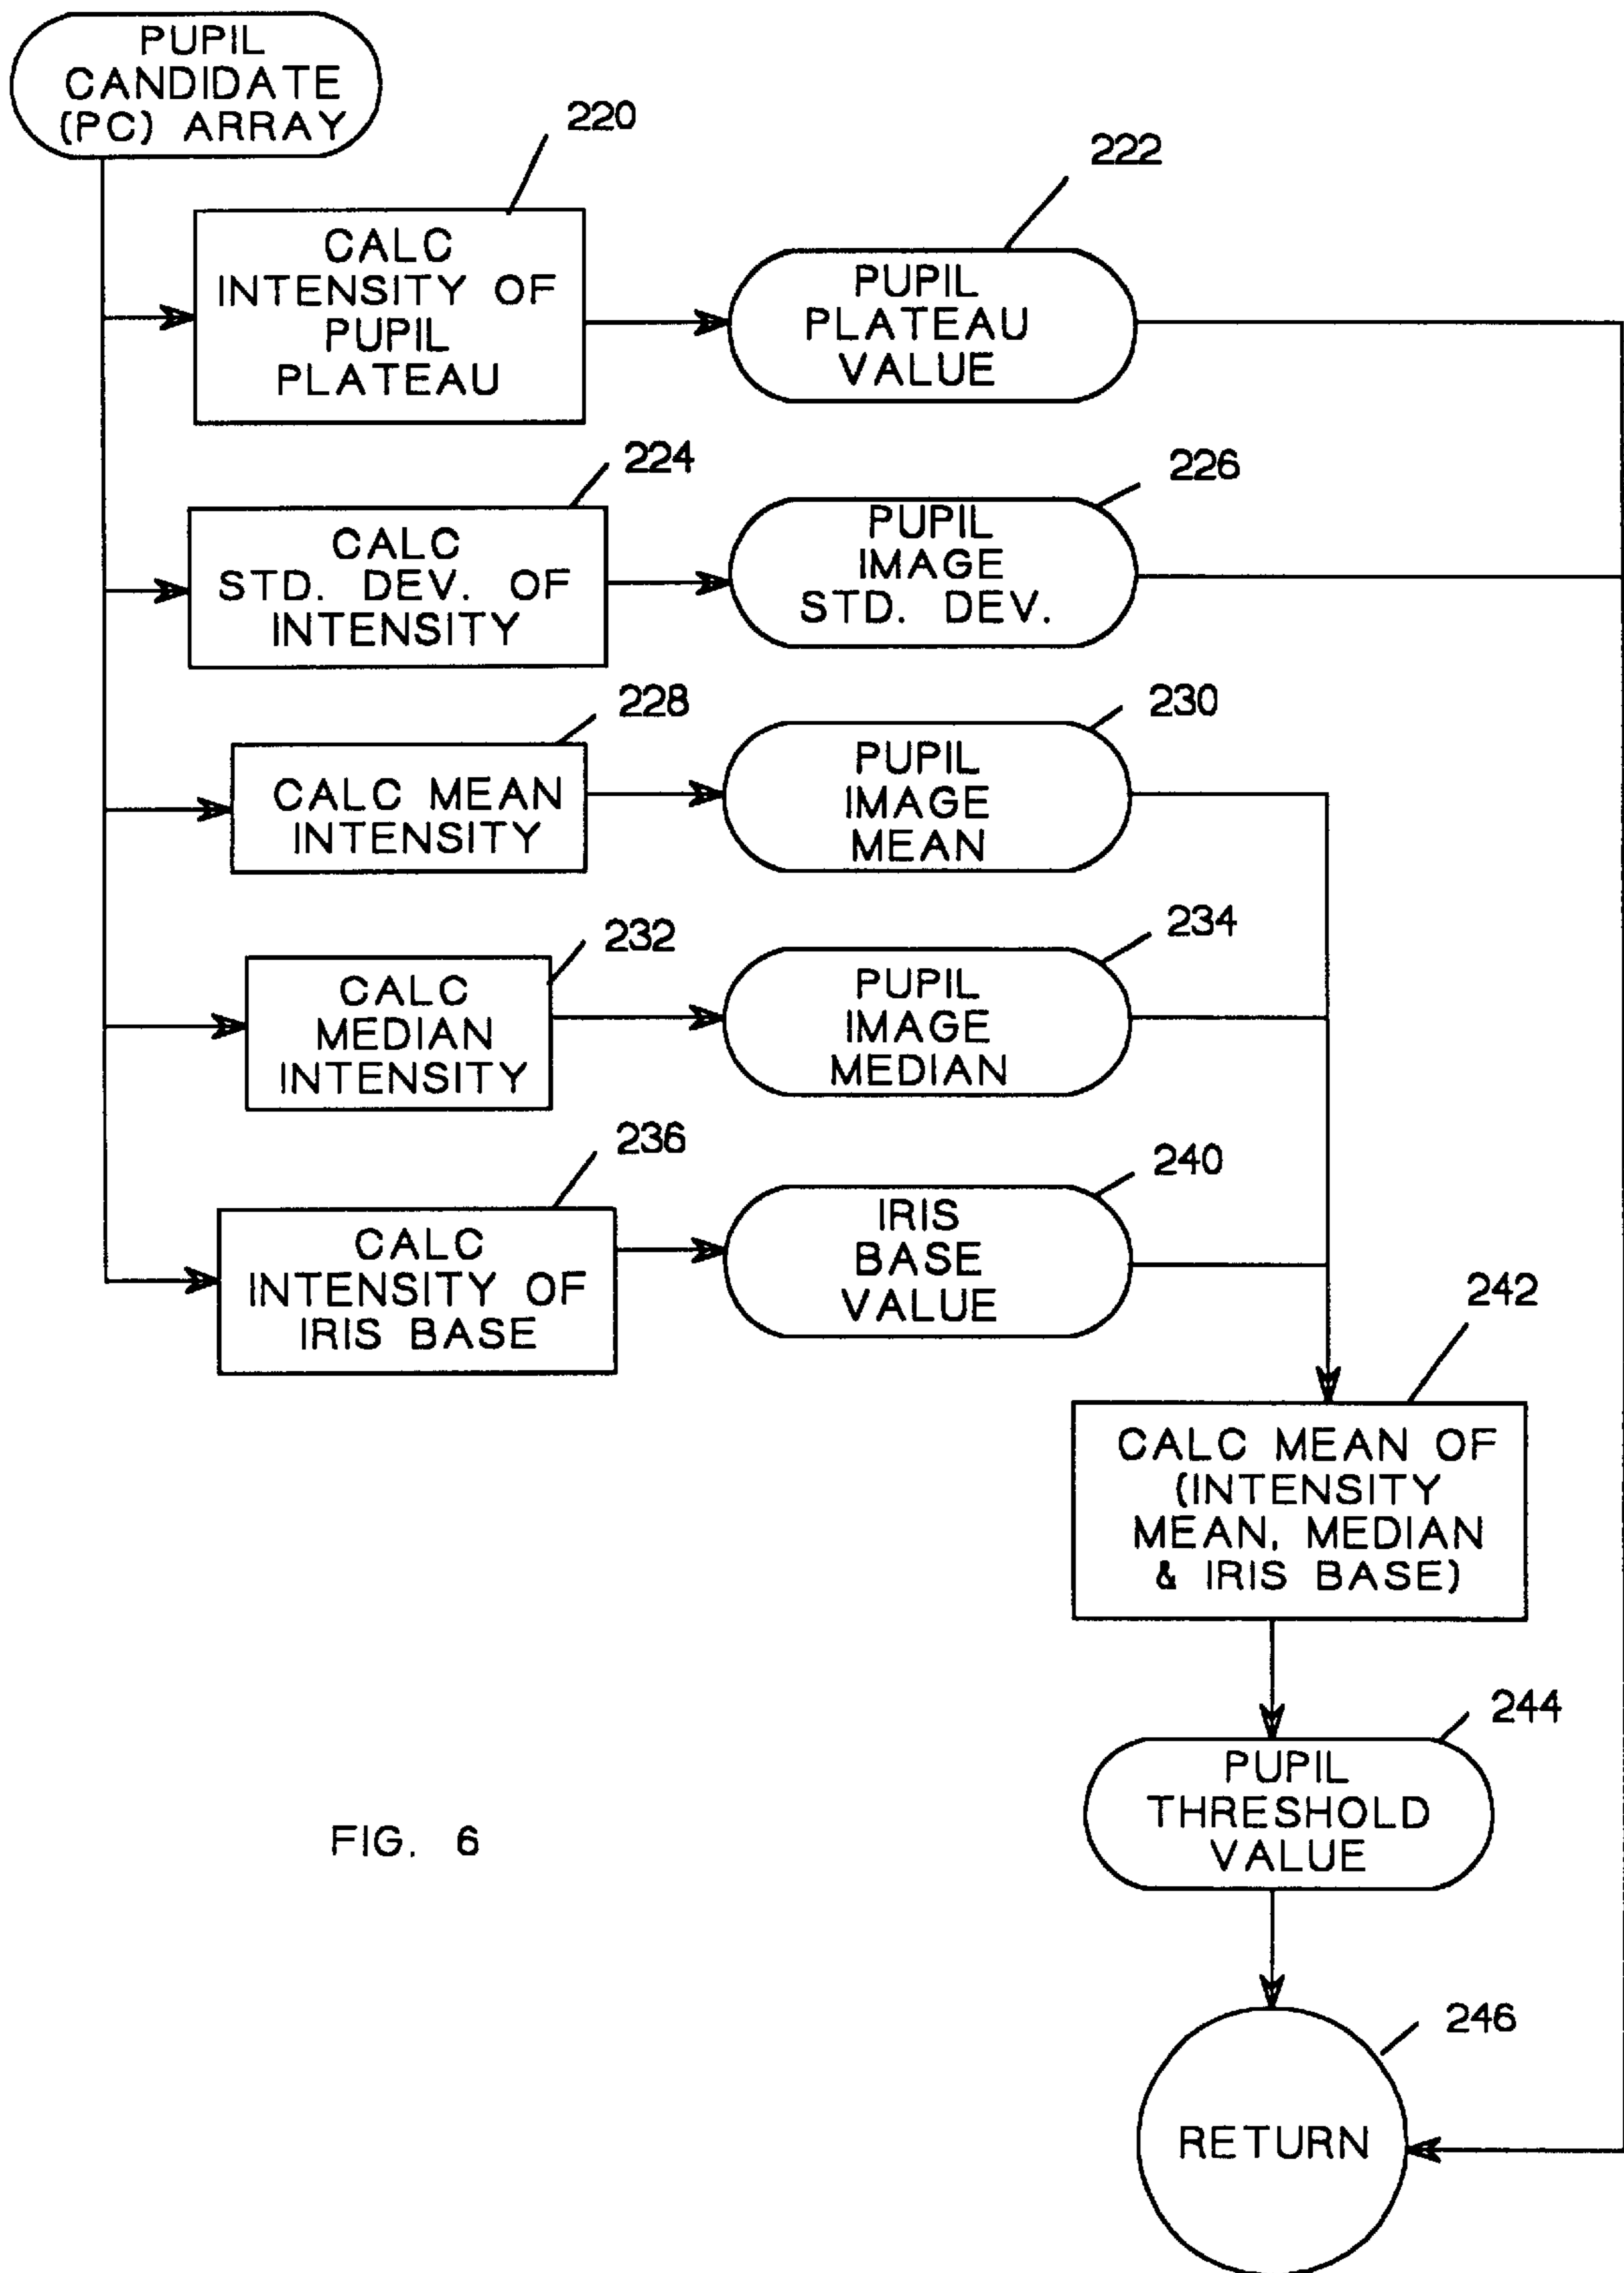 PUPIL
CANDIDATE
(PC) ARRAY
220
222
CALC
INTENSITY OF
PUPIL
PLATEAU
PUPIL
PLATEAU
VALUE
224
226
CALC
STD. DEV. OF
INTENSITY
PUPIL
IMAGE
STD. DEV.
228
230
CALC MEAN
INTENSITY
PUPIL
IMAGE
MEAN
232
234
CALC
MEDIAN
INTENSITY
PUPIL
IMAGE
MEDIAN
236
240
CALC
INTENSITY OF
IRIS BASE
IRIS
BASE
VALUE
242
CALC MEAN OF
(INTENSITY
MEAN, MEDIAN
& IRIS BASE)
244
PUPIL
THRESHOLD
VALUE
FIG. 6
246
RETURN